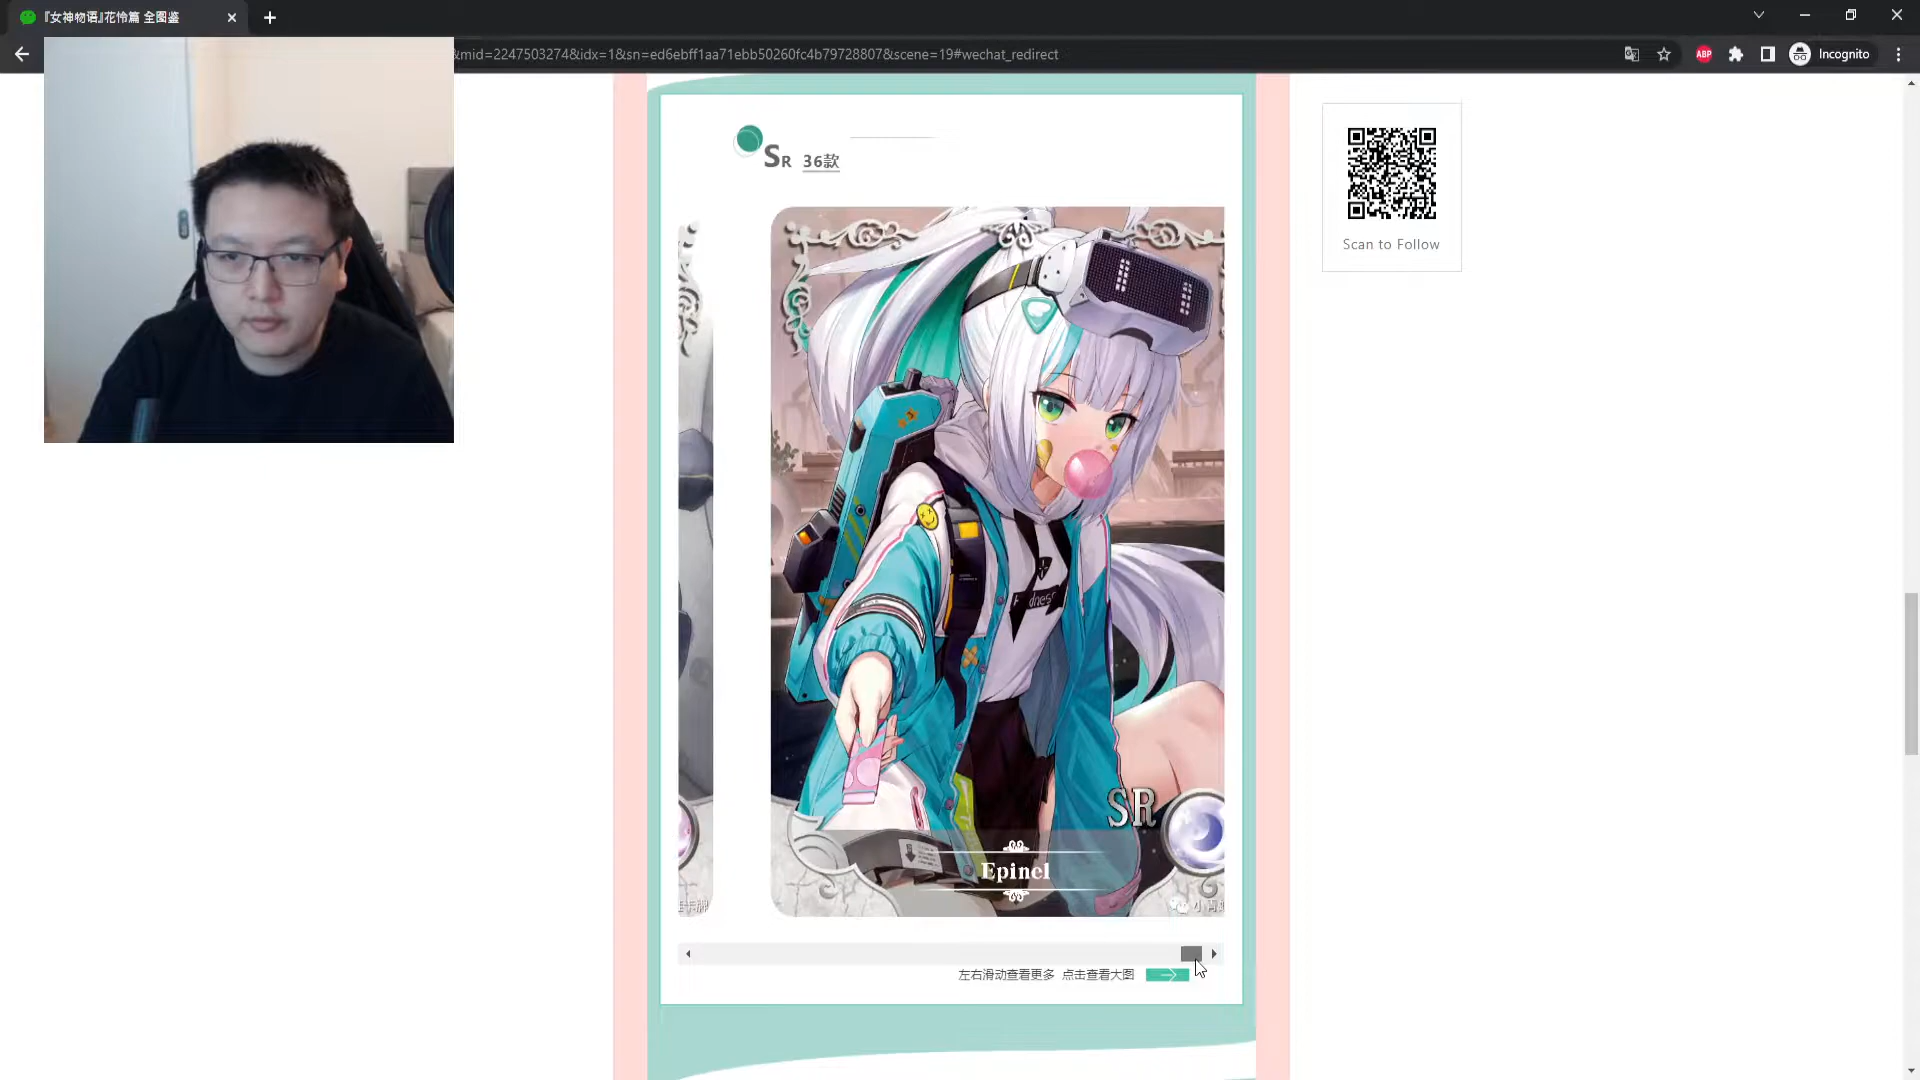 『女神物语』花怜篇 全图鉴
&mid=2247503274&idx=1&sn=ed6ebff1aa71ebb50260fc4b79728807&scene=19#wechat_redirect
ABP
Incognito
SR 36款
Scan to Follow
SR
Epinel
左右滑动查看更多 点击查看大图